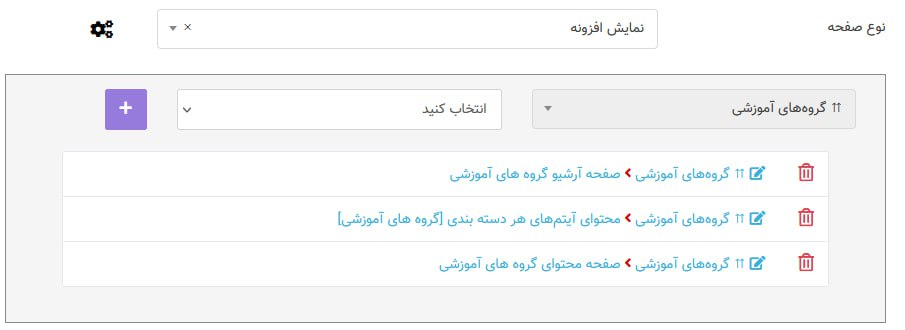 نوع صفحه
نمایش افزونه ×
⇈ گروه‌های آموزشی
انتخاب کنید
+
⇈ گروه‌های آموزشی › صفحه آرشیو گروه های آموزشی
⇈ گروه‌های آموزشی › محتوای آیتم‌های هر دسته بندی [گروه های آموزشی]
⇈ گروه‌های آموزشی › صفحه محتوای گروه های آموزشی